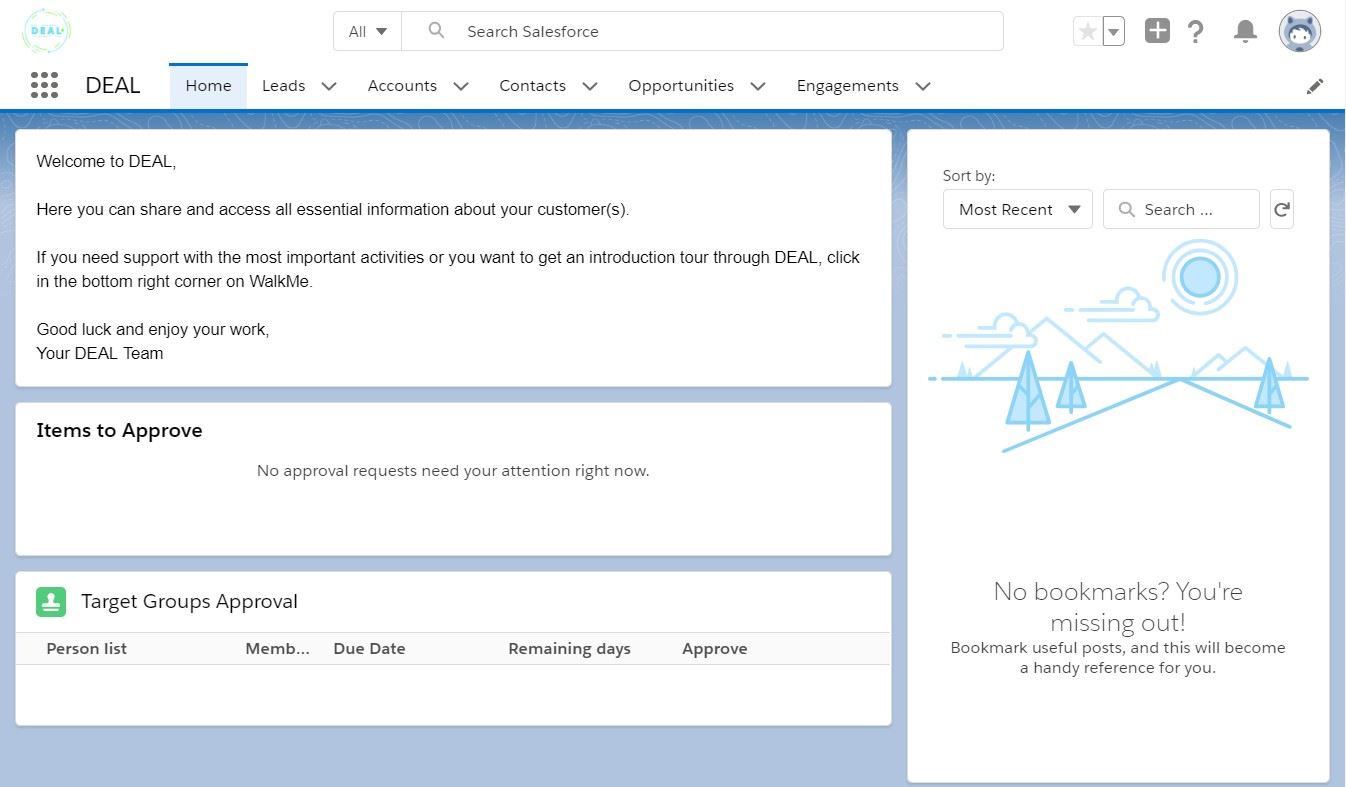 DEAL
All
Search Salesforce
DEAL
Home
Leads
Accounts
Contacts
Opportunities
Engagements
Welcome to DEAL,
Here you can share and access all essential information about your customer(s).
If you need support with the most important activities or you want to get an introduction tour through DEAL, click
in the bottom right corner on WalkMe.
Good luck and enjoy your work,
Your DEAL Team
Items to Approve
No approval requests need your attention right now.
Target Groups Approval
Person list
Memb...
Due Date
Remaining days
Approve
Sort by:
Most Recent
Search ...
No bookmarks? You're
missing out!
Bookmark useful posts, and this will become
a handy reference for you.